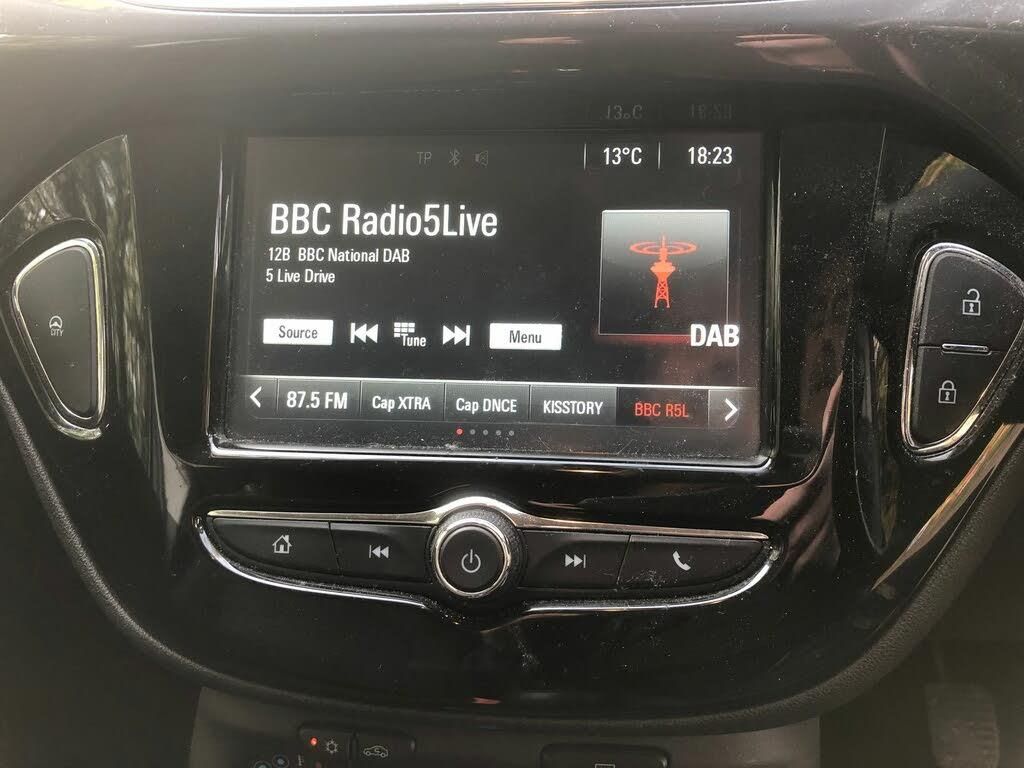 TP
13°C
18:23
BBC Radio5Live
12B BBC National DAB
5 Live Drive
DAB
Source
Tune
Menu
87.5 FM
Cap XTRA
Cap DNCE
KISSTORY
BBC R5L
CITY